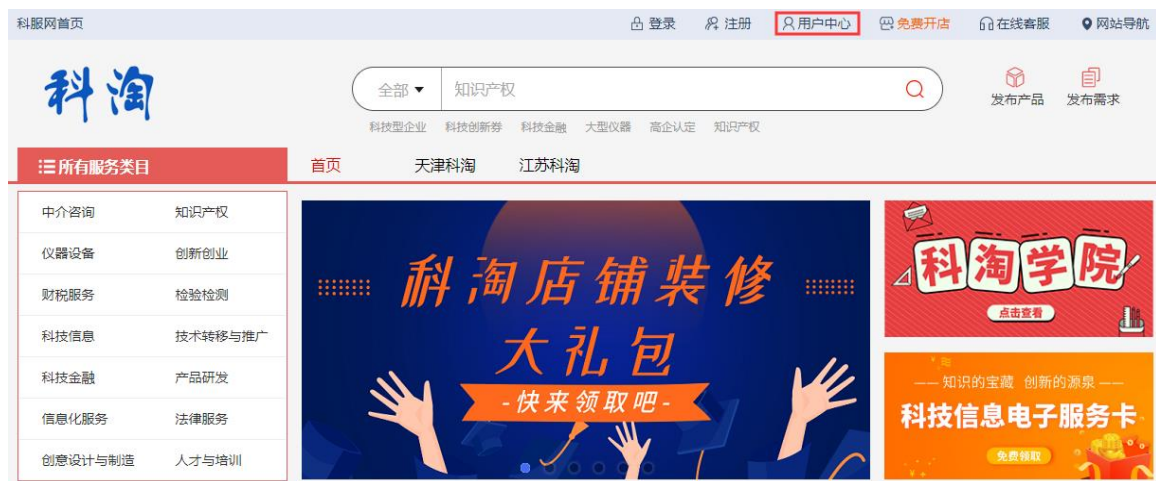 科服网首页 登录 注册 用户中心 免费开店 在线客服 网站导航
科淘
全部 知识产权
发布产品 发布需求
科技型企业 科技创新券 科技金融 大型仪器 高企认定 知识产权
所有服务类目 首页 天津科淘 江苏科淘
中介咨询 知识产权
仪器设备 创新创业
财税服务 检验检测
科技信息 技术转移与推广
科技金融 产品研发
信息化服务 法律服务
创意设计与制造 人才与培训
科淘店铺装修
大礼包
-快来领取吧-
科淘学院
点击查看
——知识的宝藏 创新的源泉——
科技信息电子服务卡
免费领取